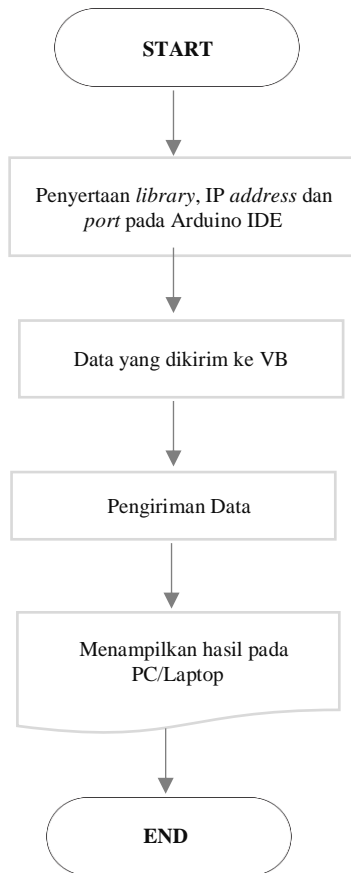 START
Penyertaan library, IP address dan
port pada Arduino IDE
Data yang dikirim ke VB
Pengiriman Data
Menampilkan hasil pada
PC/Laptop
END